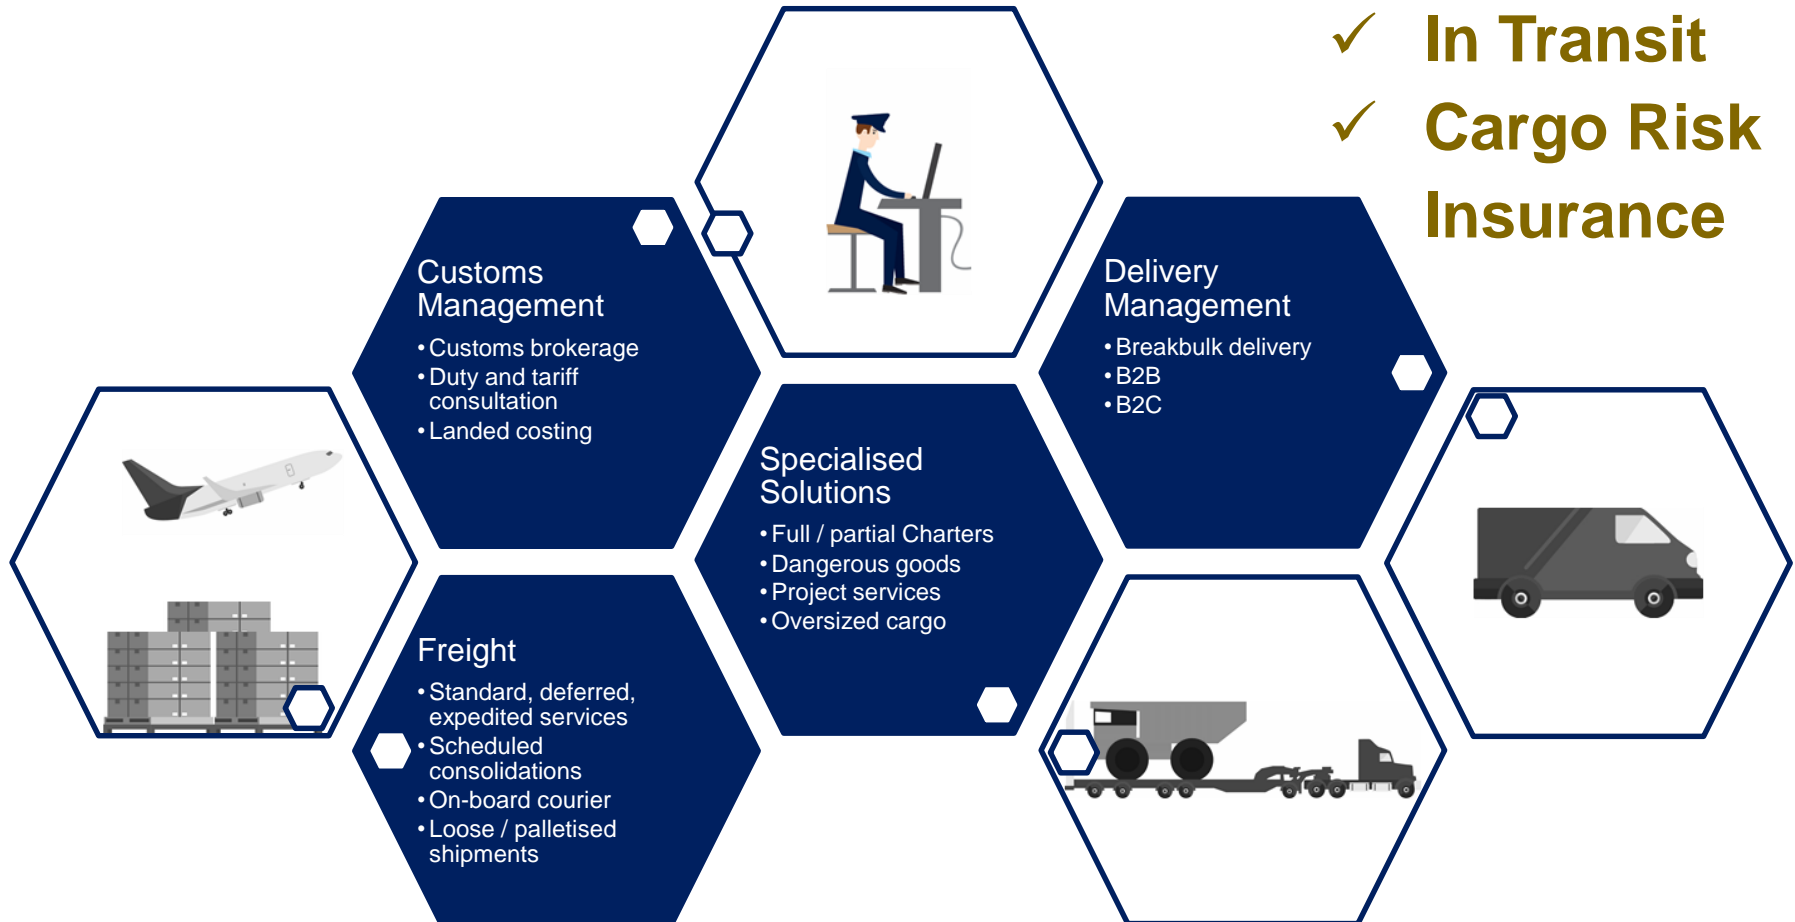 In Transit
Cargo Risk
Insurance
Customs
Management
• Customs brokerage
• Duty and tariff
consultation
• Landed costing
Delivery
Management
• Breakbulk delivery
• B2B
• B2C
Specialised
Solutions
• Full / partial Charters
• Dangerous goods
• Project services
• Oversized cargo
Freight
• Standard, deferred,
expedited services
• Scheduled
consolidations
• On-board courier
• Loose / palletised
shipments